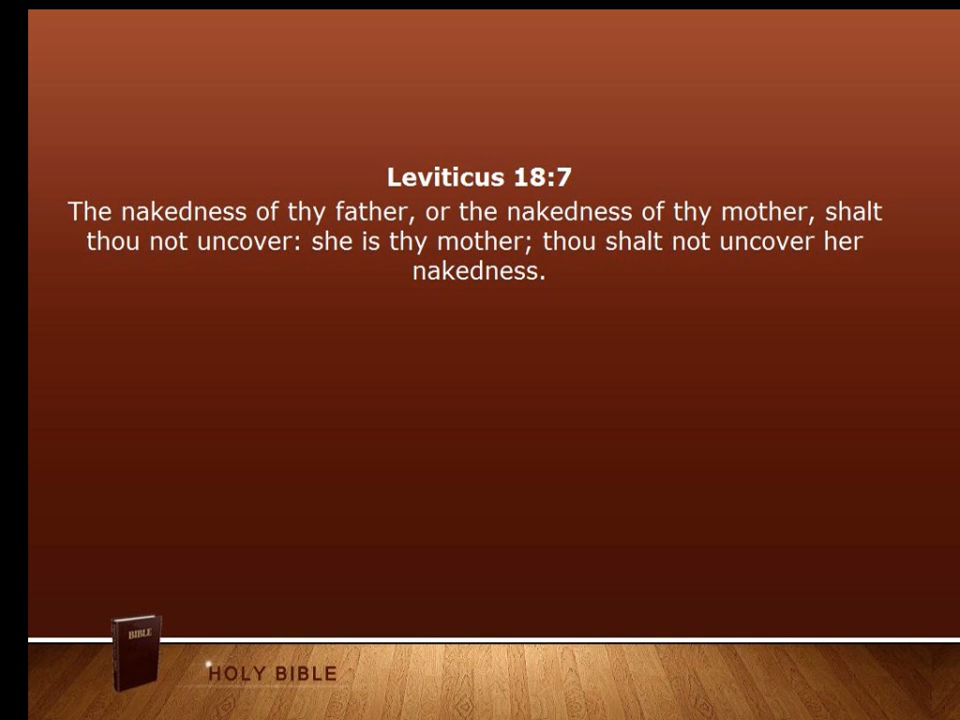 Leviticus 18:7
The nakedness of thy father, or the nakedness of thy mother, shalt
thou not uncover: she is thy mother; thou shalt not uncover her
nakedness.
BIBLE
HOLY BIBLE